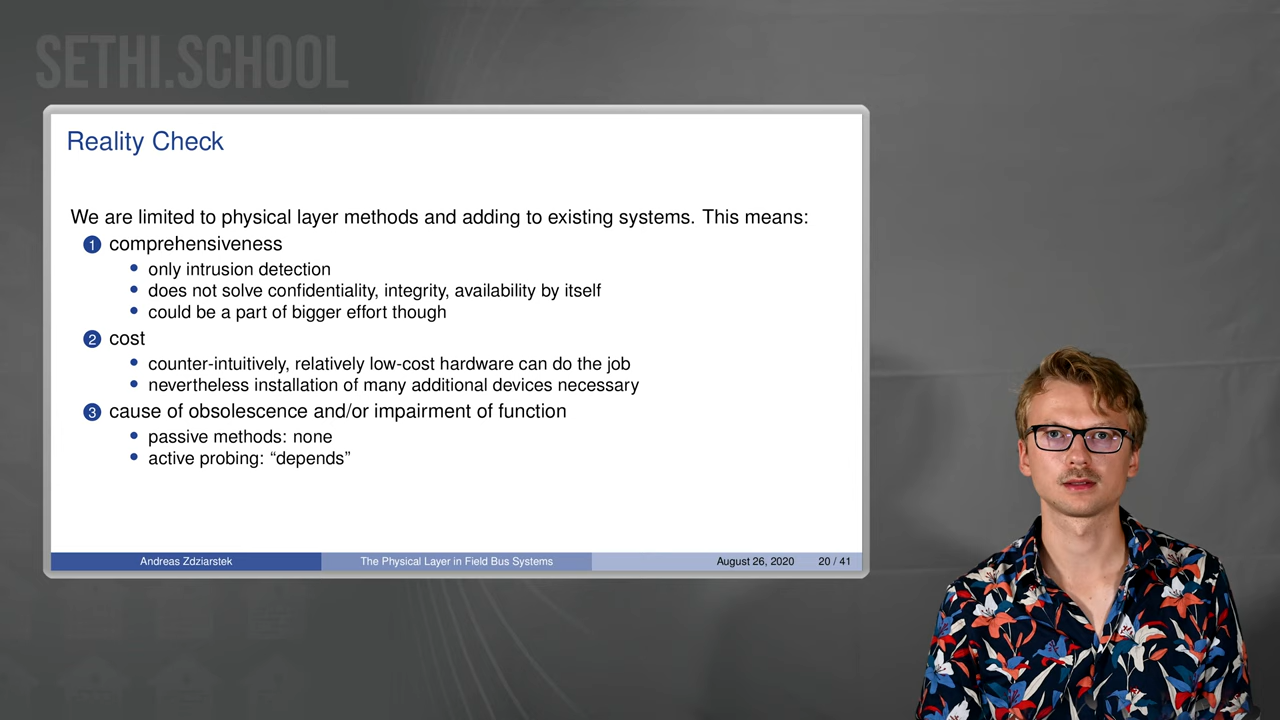 SETHI.SCHOOL
Reality Check
We are limited to physical layer methods and adding to existing systems. This means:
1 comprehensiveness
• only intrusion detection
• does not solve confidentiality, integrity, availability by itself
• could be a part of bigger effort though
2 cost
• counter-intuitively, relatively low-cost hardware can do the job
• nevertheless installation of many additional devices necessary
3 cause of obsolescence and/or impairment of function
• passive methods: none
• active probing: “depends”
Andreas Zdziarstek The Physical Layer in Field Bus Systems August 26, 2020 20 / 41